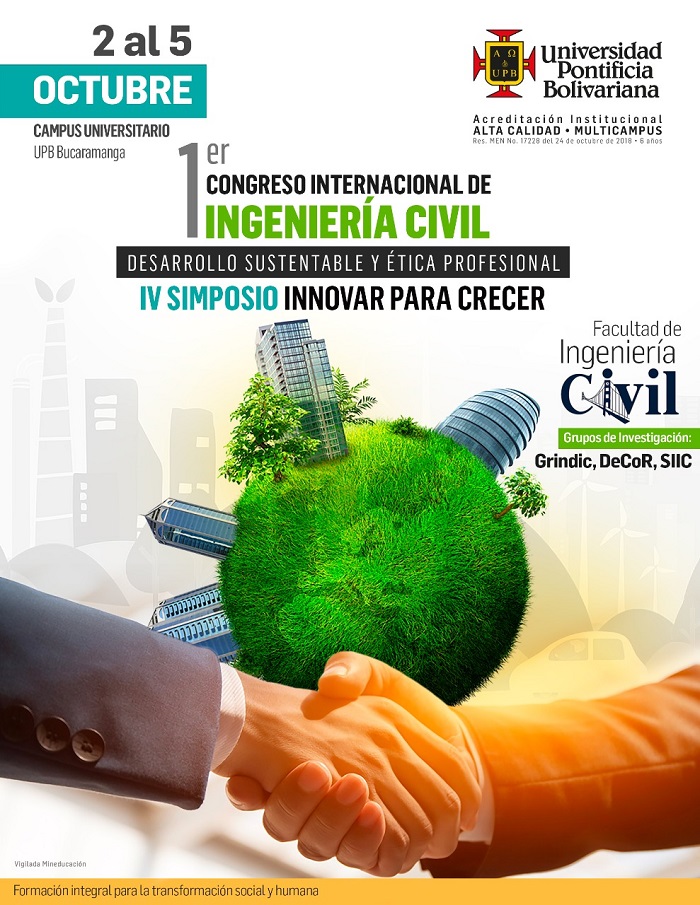 2 al 5
OCTUBRE
CAMPUS UNIVERSITARIO
UPB Bucaramanga
Α Ω
&
UPB
Universidad
Pontificia
Bolivariana
Acreditación Institucional
ALTA CALIDAD • MULTICAMPUS
Res. MEN No. 17228 del 24 de octubre de 2018 • 6 años
1er
CONGRESO INTERNACIONAL DE
INGENIERÍA CIVIL
DESARROLLO SUSTENTABLE Y ÉTICA PROFESIONAL
IV SIMPOSIO INNOVAR PARA CRECER
Facultad de
Ingeniería
Civil
Grupos de Investigación:
Grindic, DeCoR, SIIC
Vigilada Mineducación
Formación integral para la transformación social y humana